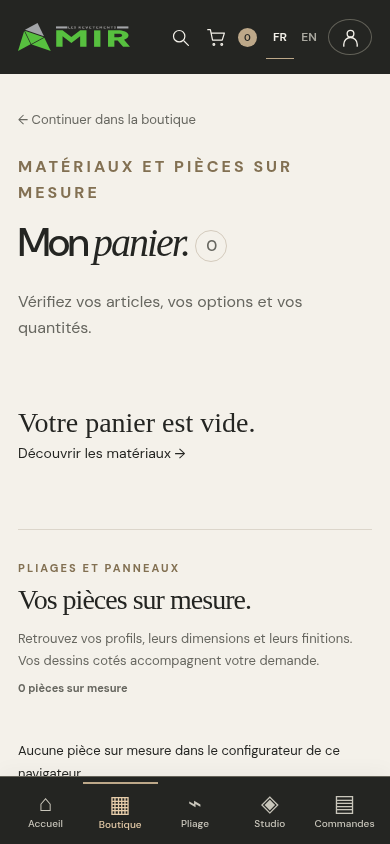 LES REVÊTEMENTS
MIR
0
FR
EN
← Continuer dans la boutique
MATÉRIAUX ET PIÈCES SUR
MESURE
Mon panier. 0
Vérifiez vos articles, vos options et vos
quantités.
Votre panier est vide.
Découvrir les matériaux →
PLIAGES ET PANNEAUX
Vos pièces sur mesure.
Retrouvez vos profils, leurs dimensions et leurs finitions.
Vos dessins cotés accompagnent votre demande.
0 pièces sur mesure
Aucune pièce sur mesure dans le configurateur de ce
navigateur
Accueil
Boutique
Pliage
Studio
Commandes